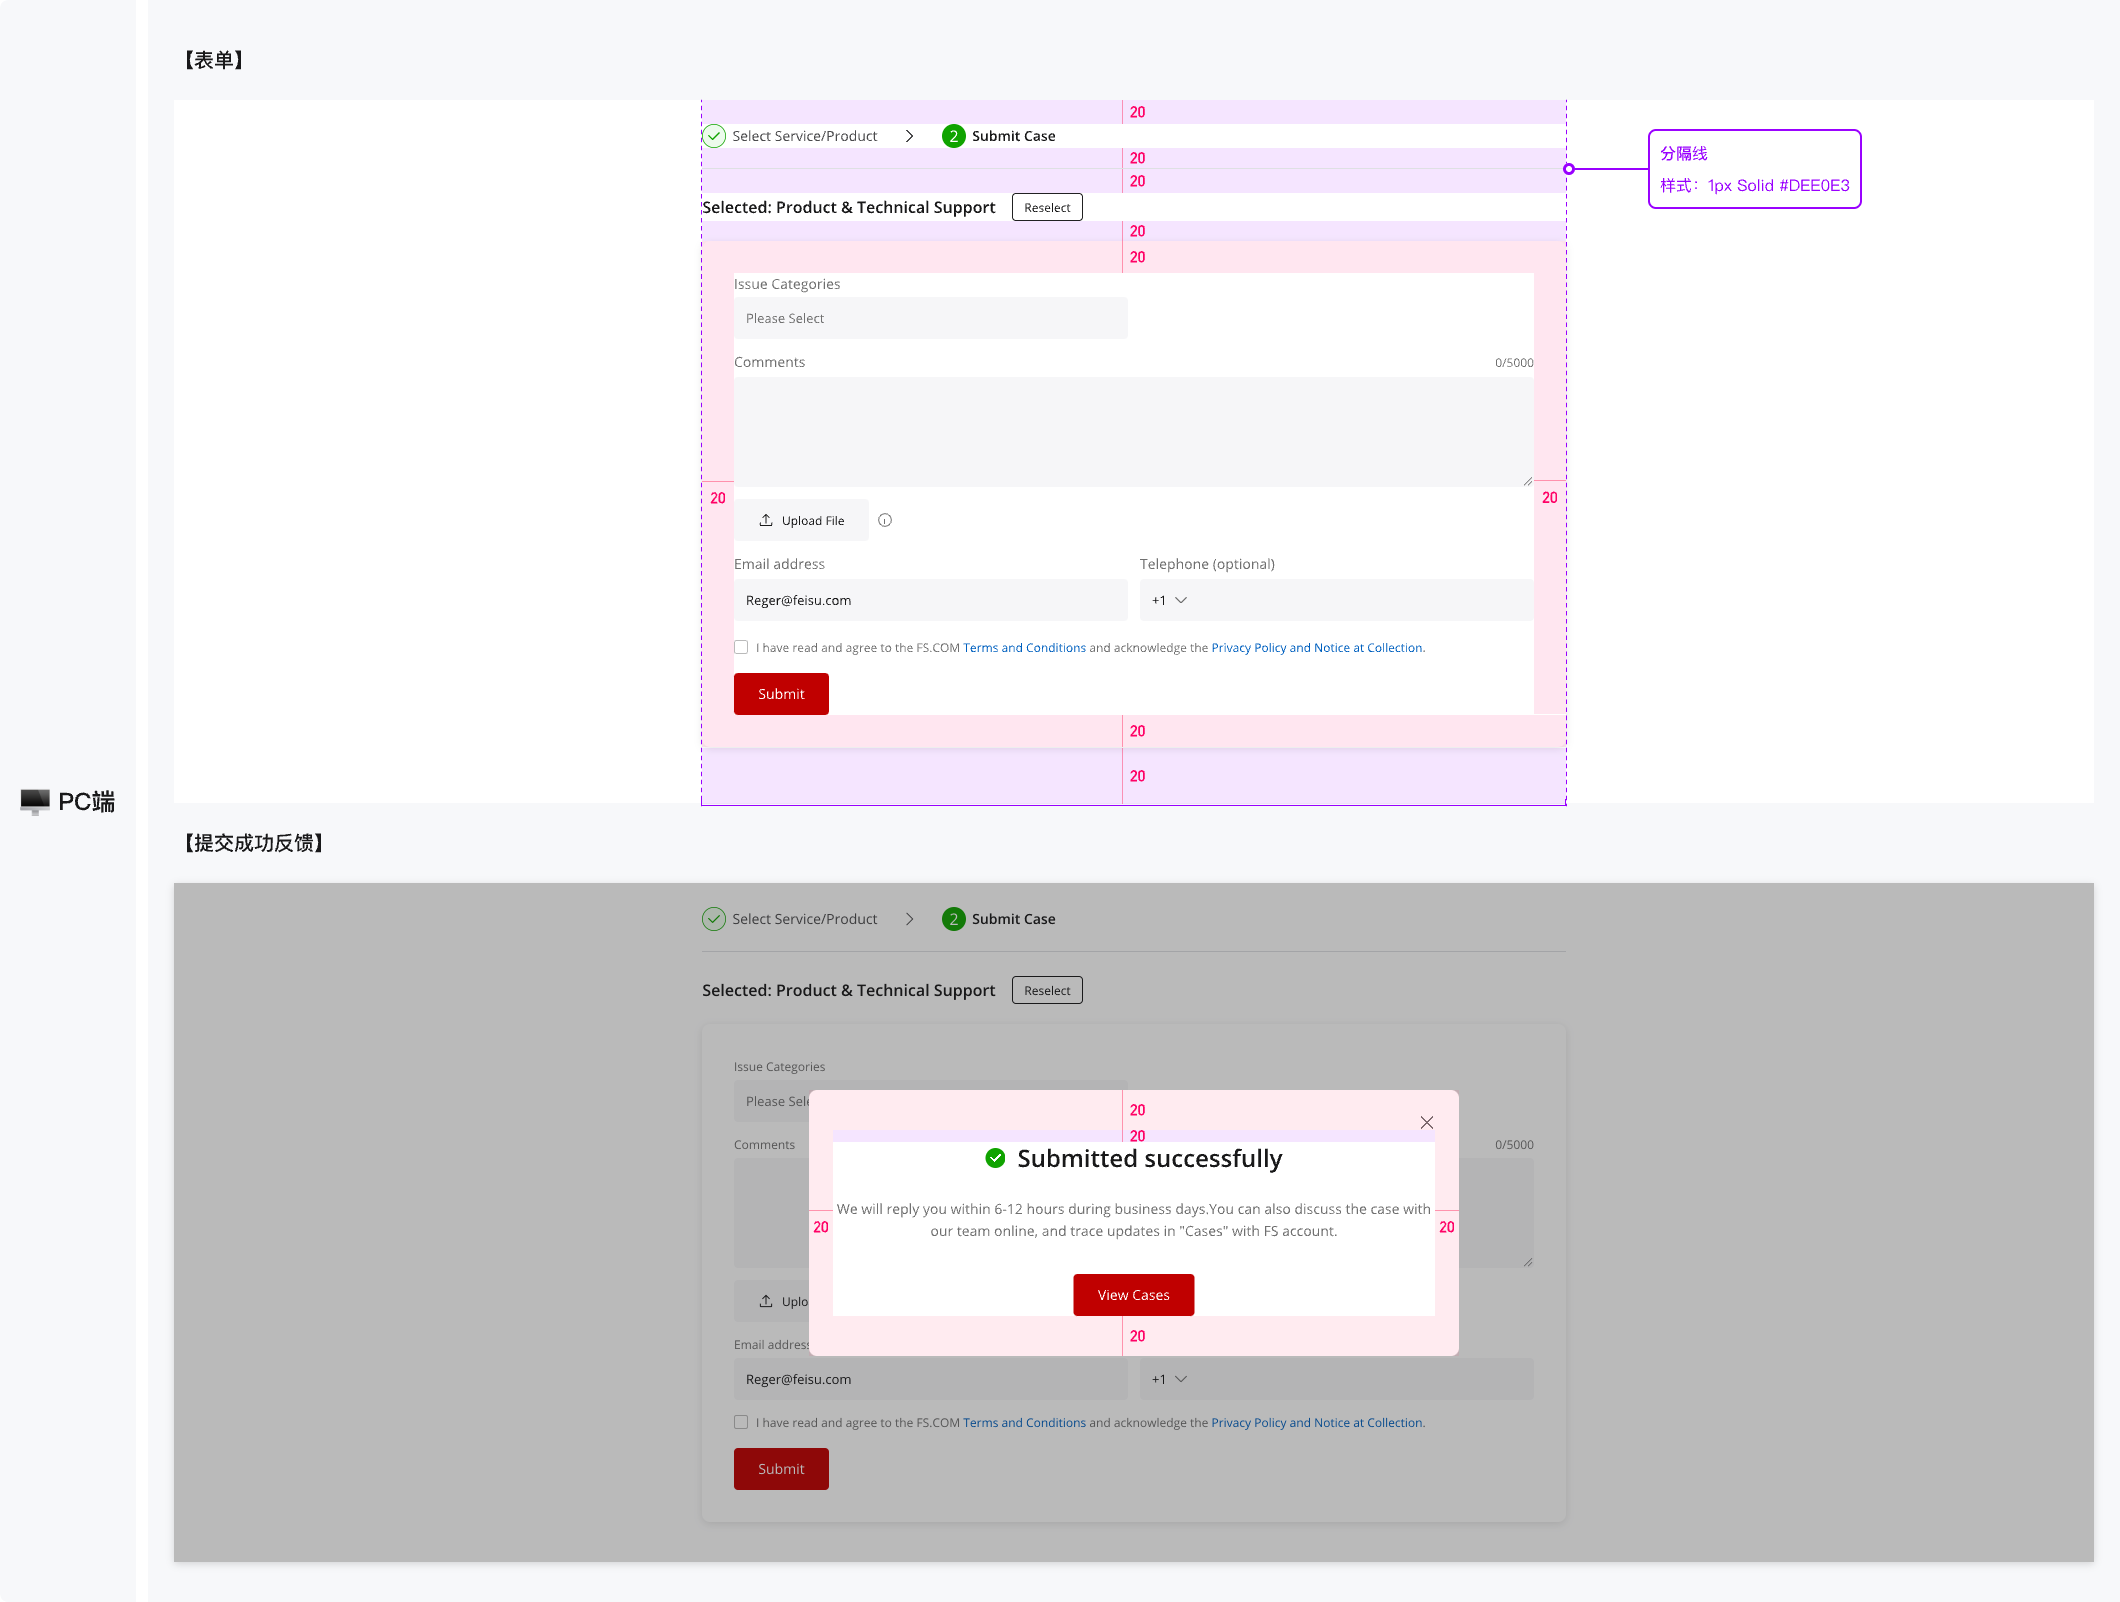 【表单】
20
Select Service/Product
2 Submit Case
20
20
分隔线
样式：1px Solid #DEE0E3
Selected: Product & Technical Support
Reselect
20
20
Issue Categories
Please Select
Comments
0/5000
20
20
Upload File
Email address
Telephone (optional)
Reger@feisu.com
+1
I have read and agree to the FS.COM Terms and Conditions and acknowledge the Privacy Policy and Notice at Collection.
Submit
20
20
PC端
【提交成功反馈】
Select Service/Product
2 Submit Case
Selected: Product & Technical Support
Reselect
Issue Categories
Please Sele
Comments
0/5000
20
20
Submitted successfully
We will reply you within 6-12 hours during business days.You can also discuss the case with
our team online, and trace updates in "Cases" with FS account.
20
20
View Cases
20
Uplo
Email address
Reger@feisu.com
+1
I have read and agree to the FS.COM Terms and Conditions and acknowledge the Privacy Policy and Notice at Collection.
Submit